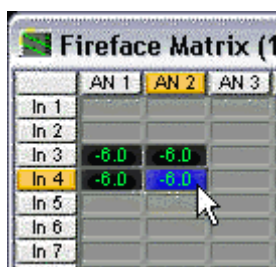 Fireface Matrix (1
AN 1 AN 2 AN 3
In 1
In 2
In 3 -6.0 -6.0
In 4 -6.0 -6.0
In 5
In 6
In 7